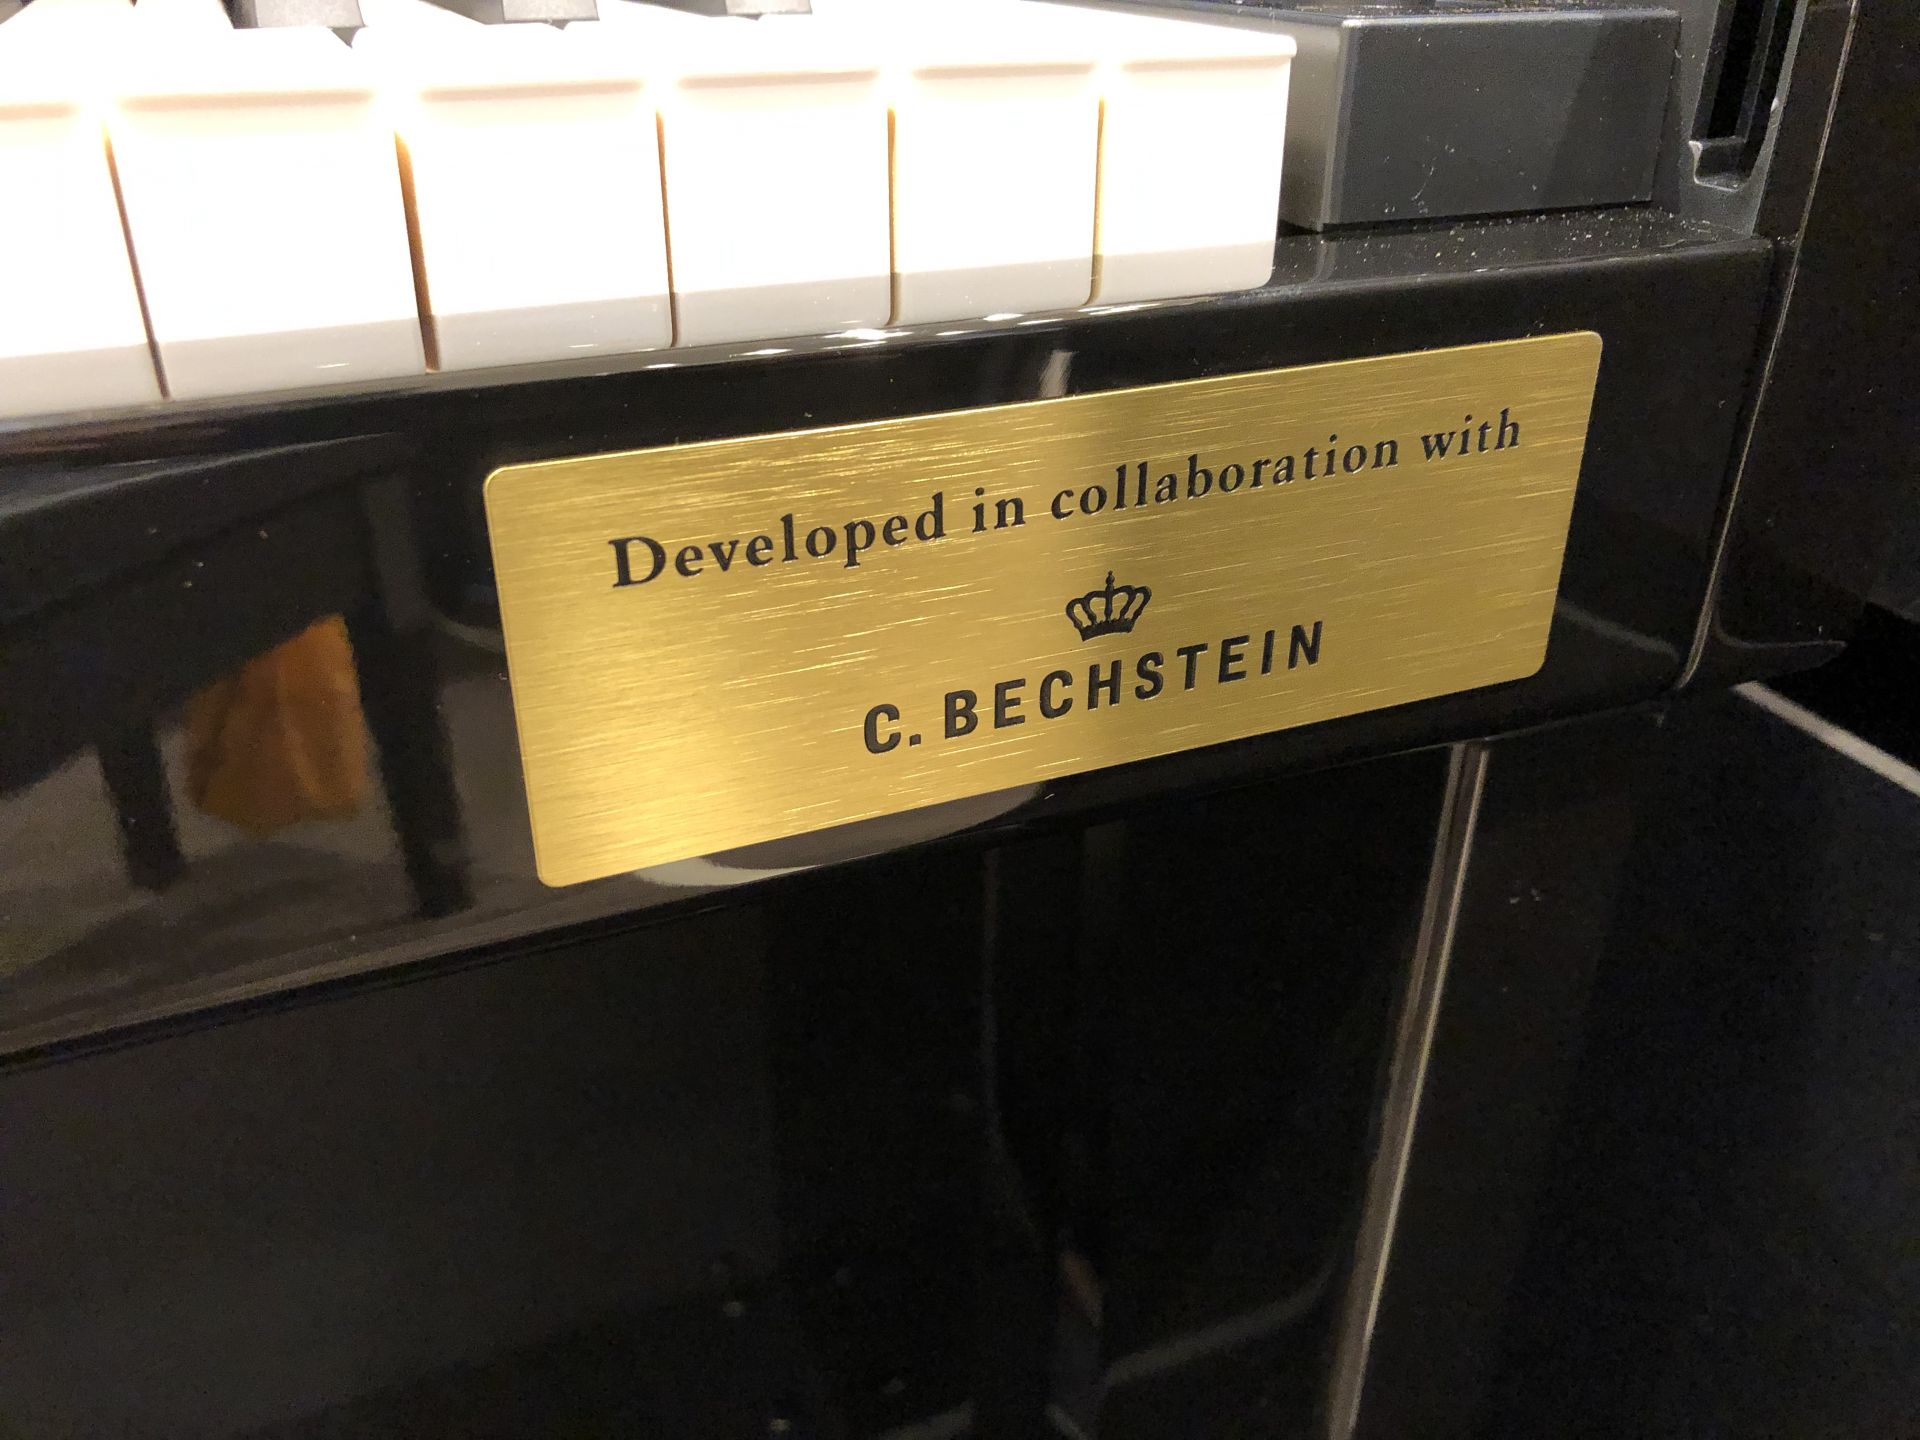 Developed in collaboration with
C. BECHSTEIN